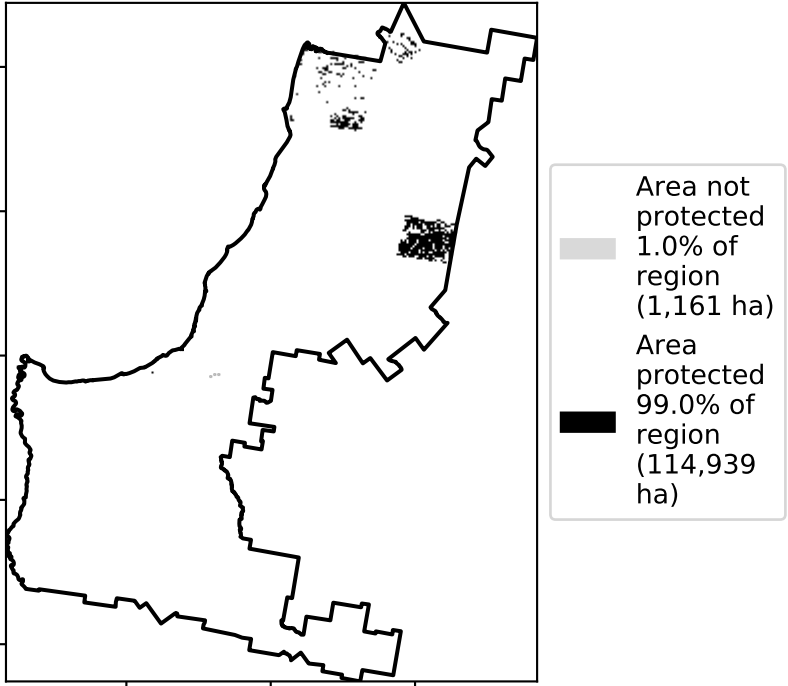 Area not
protected
1.0% of
region
(1,161 ha)
Area
protected
99.0% of
region
(114,939
ha)